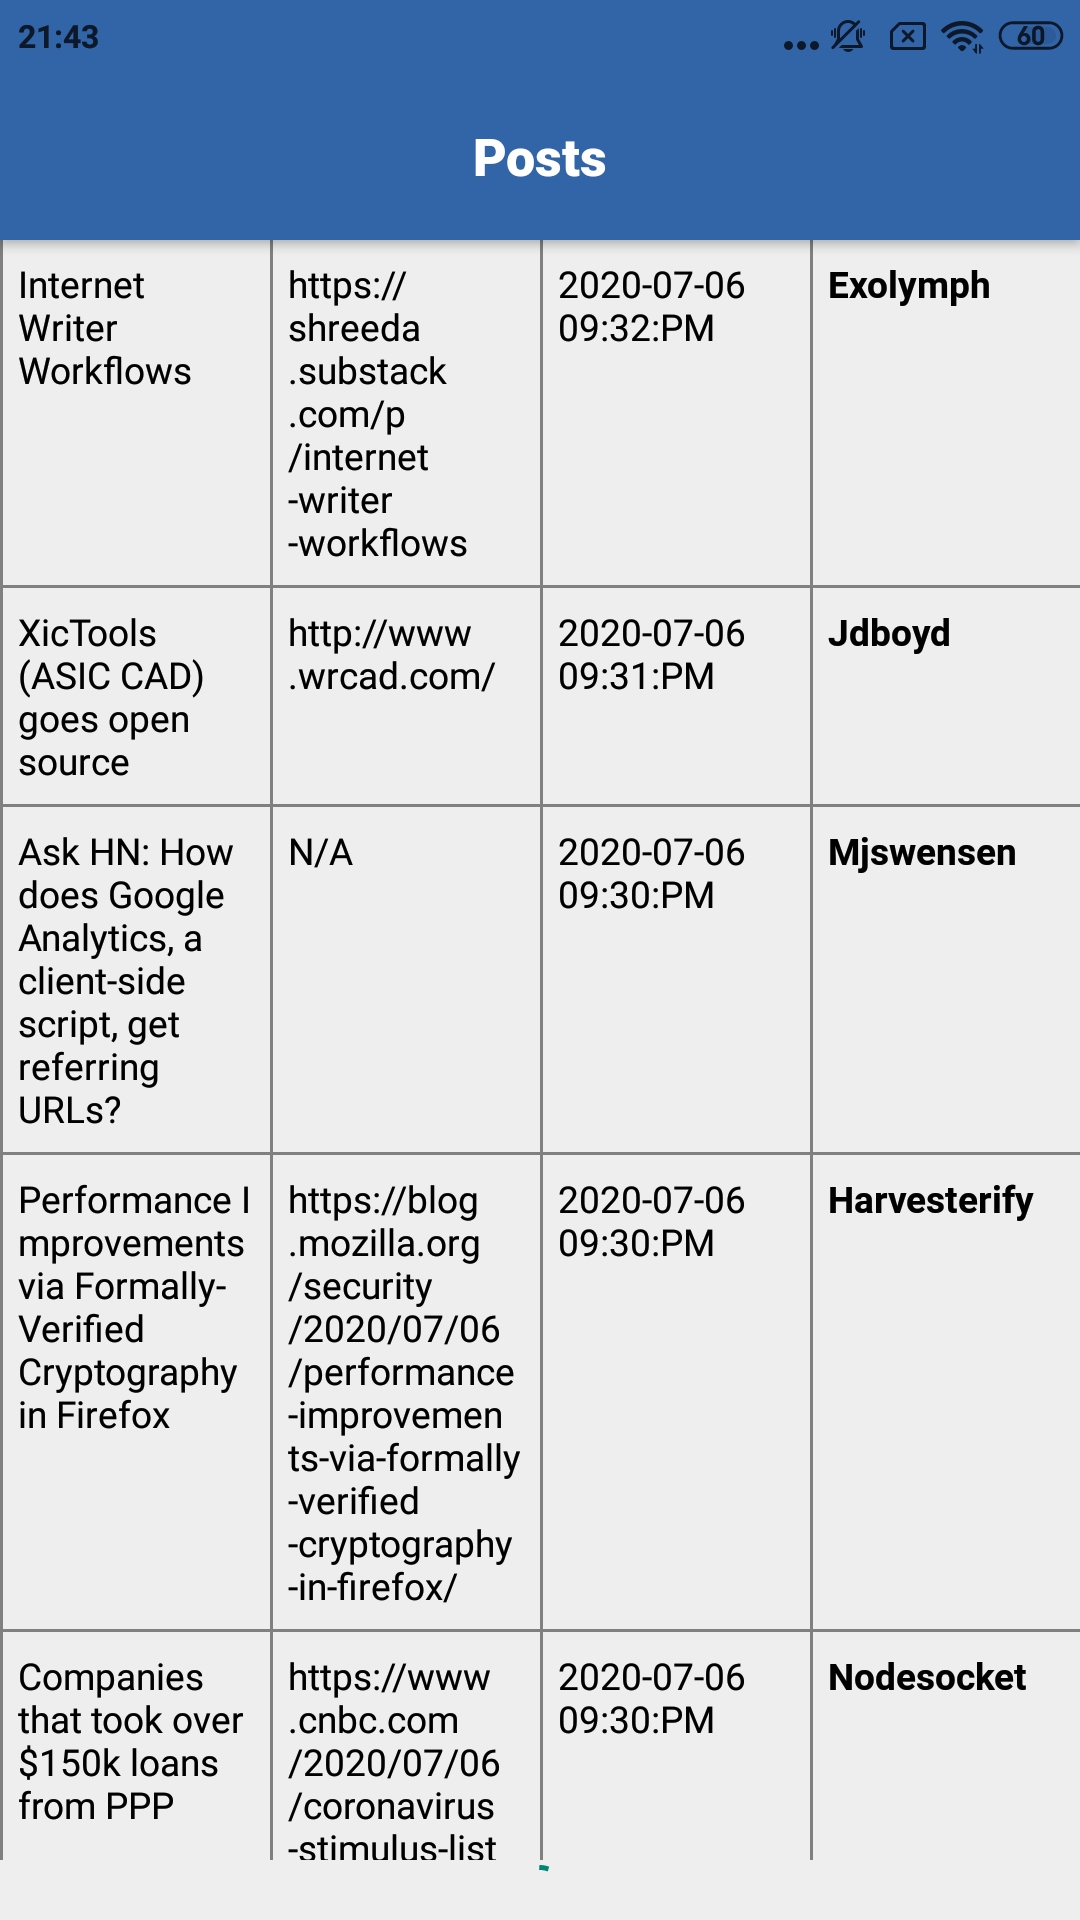 21:43
60
Posts
Internet
Writer
Workflows
https://
shreeda
.substack
.com/p
/internet
-writer
-workflows
2020-07-06
09:32:PM
Exolymph
XicTools
(ASIC CAD)
goes open
source
http://www
.wrcad.com/
2020-07-06
09:31:PM
Jdboyd
Ask HN: How
does Google
Analytics, a
client-side
script, get
referring
URLs?
N/A
2020-07-06
09:30:PM
Mjswensen
Performance I
mprovements
via Formally-
Verified
Cryptography
in Firefox
https://blog
.mozilla.org
/security
/2020/07/06
/performance
-improvemen
ts-via-formally
-verified
-cryptography
-in-firefox/
2020-07-06
09:30:PM
Harvesterify
Companies
that took over
$150k loans
from PPP
https://www
.cnbc.com
/2020/07/06
/coronavirus
-stimulus-list
2020-07-06
09:30:PM
Nodesocket